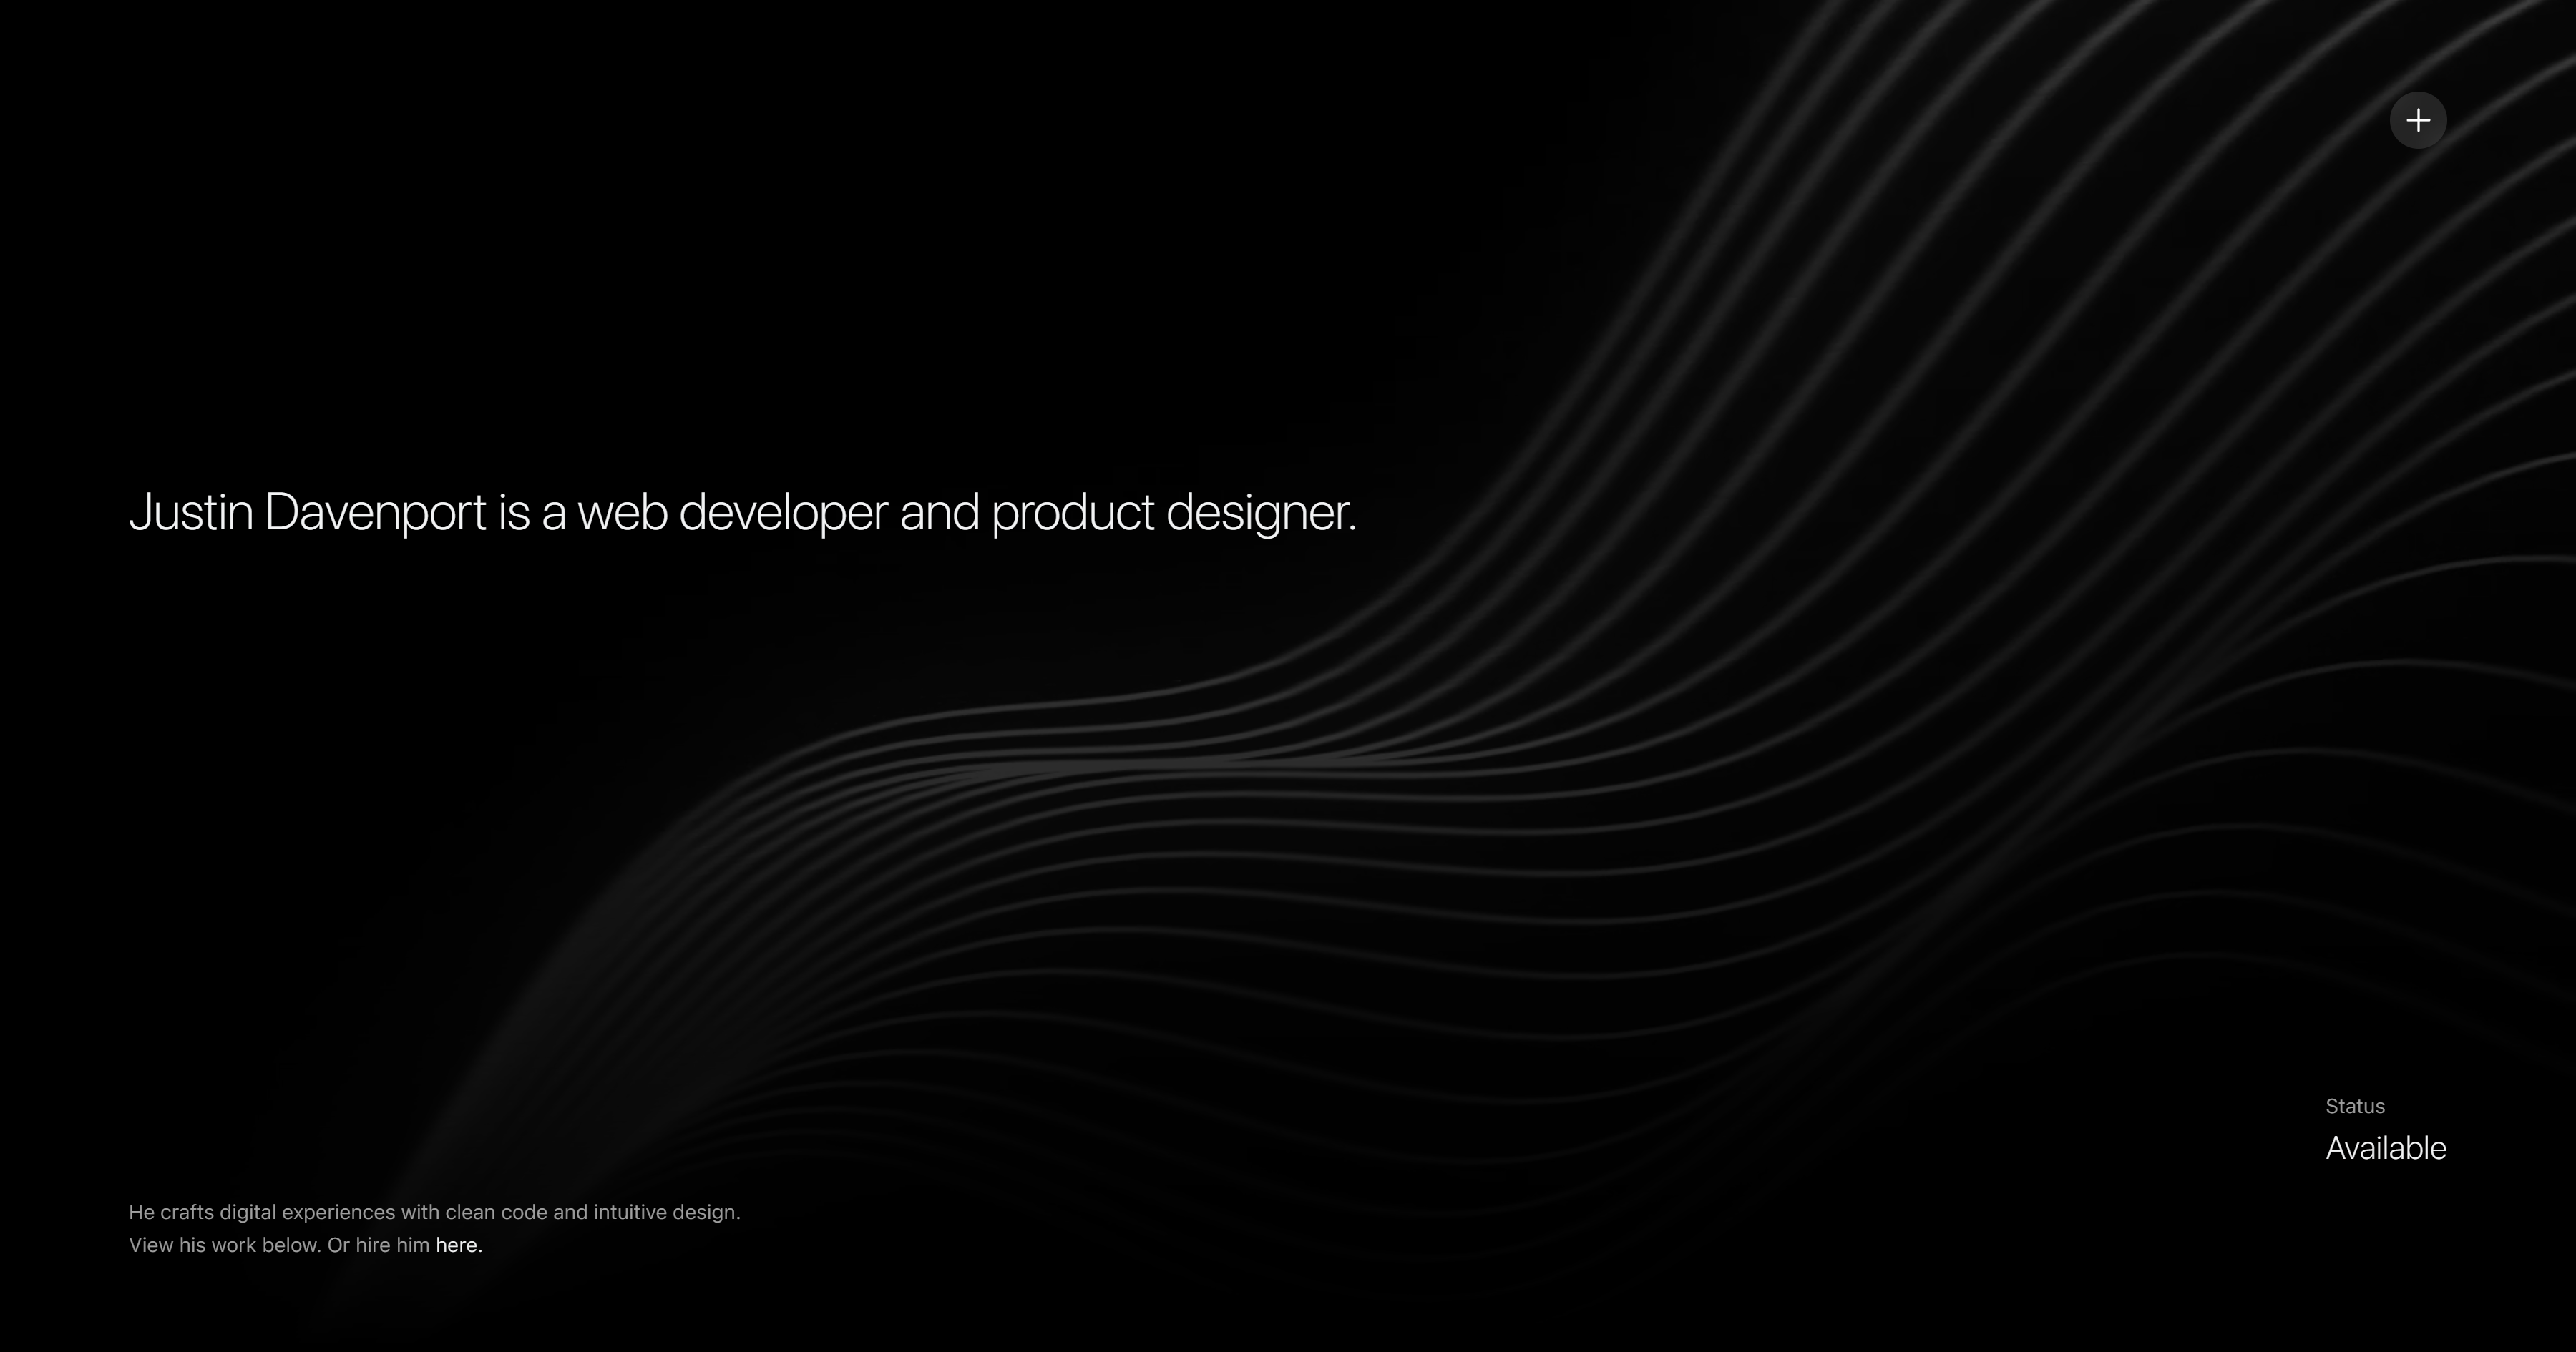 Justin Davenport is a web developer and product designer.
Status
Available
He crafts digital experiences with clean code and intuitive design.
View his work below. Or hire him here.